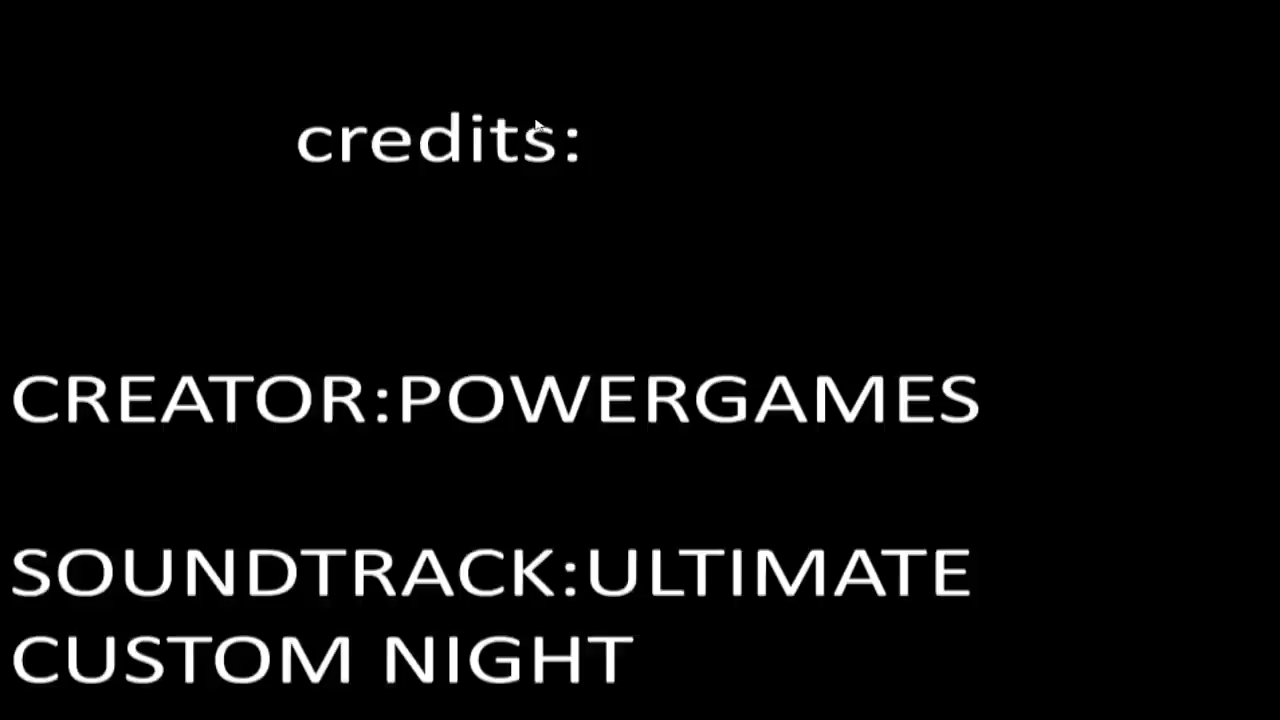 credits:
CREATOR:POWERGAMES
SOUNDTRACK:ULTIMATE
CUSTOM NIGHT